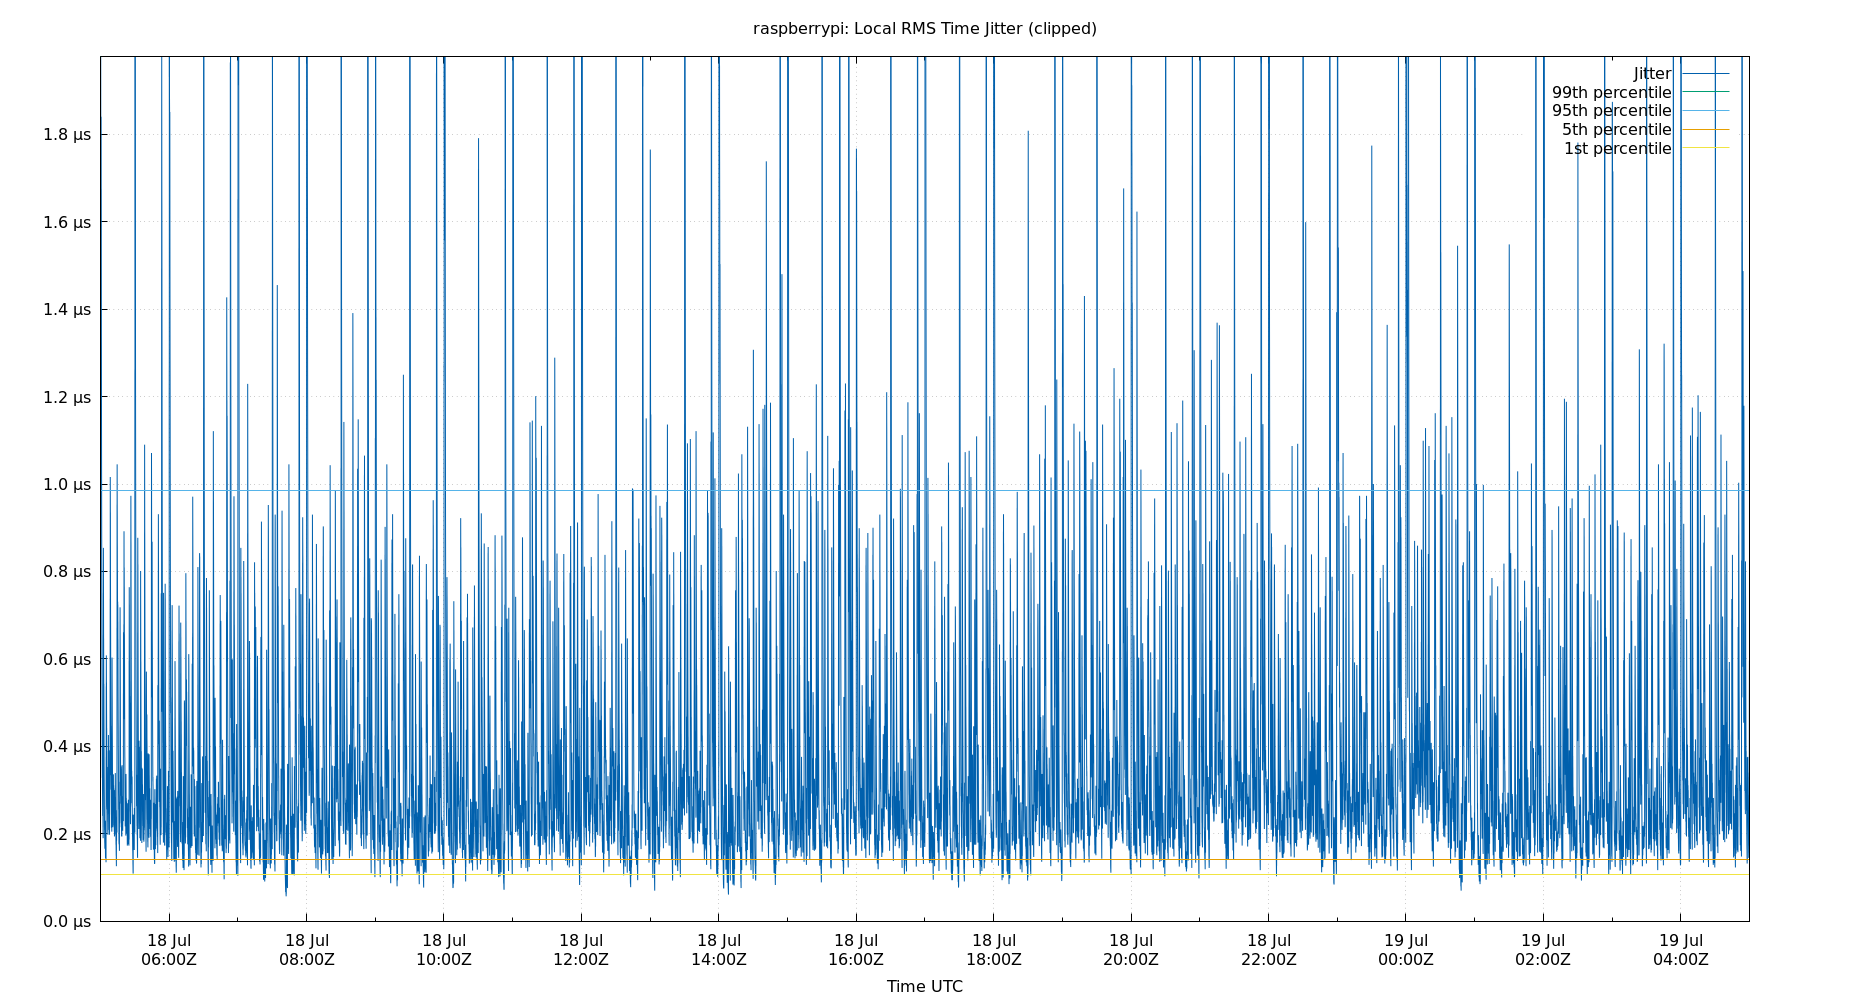 raspberrypi: Local RMS Time Jitter (clipped)
Jitter
99th percentile
95th percentile
5th percentile
1st percentile
1.8 μs
1.6 μs
1.4 μs
1.2 μs
1.0 μs
0.8 μs
0.6 μs
0.4 μs
0.2 μs
0.0 μs
18 Jul 18 Jul 18 Jul 18 Jul 18 Jul 18 Jul 18 Jul 18 Jul 18 Jul 19 Jul 19 Jul 19 Jul
06:00Z 08:00Z 10:00Z 12:00Z 14:00Z 16:00Z 18:00Z 20:00Z 22:00Z 00:00Z 02:00Z 04:00Z
Time UTC